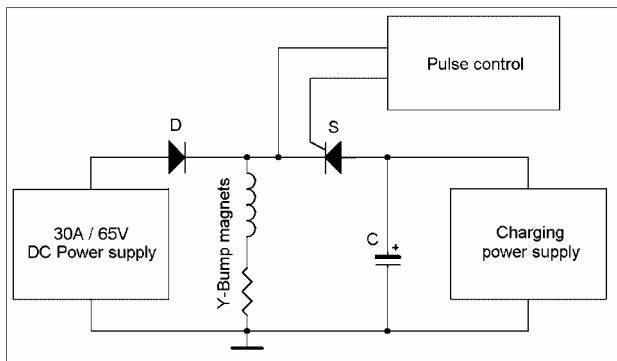 Pulse control
D
S
30A / 65V
DC Power supply
Y-Bump magnets
C
+
Charging
power supply